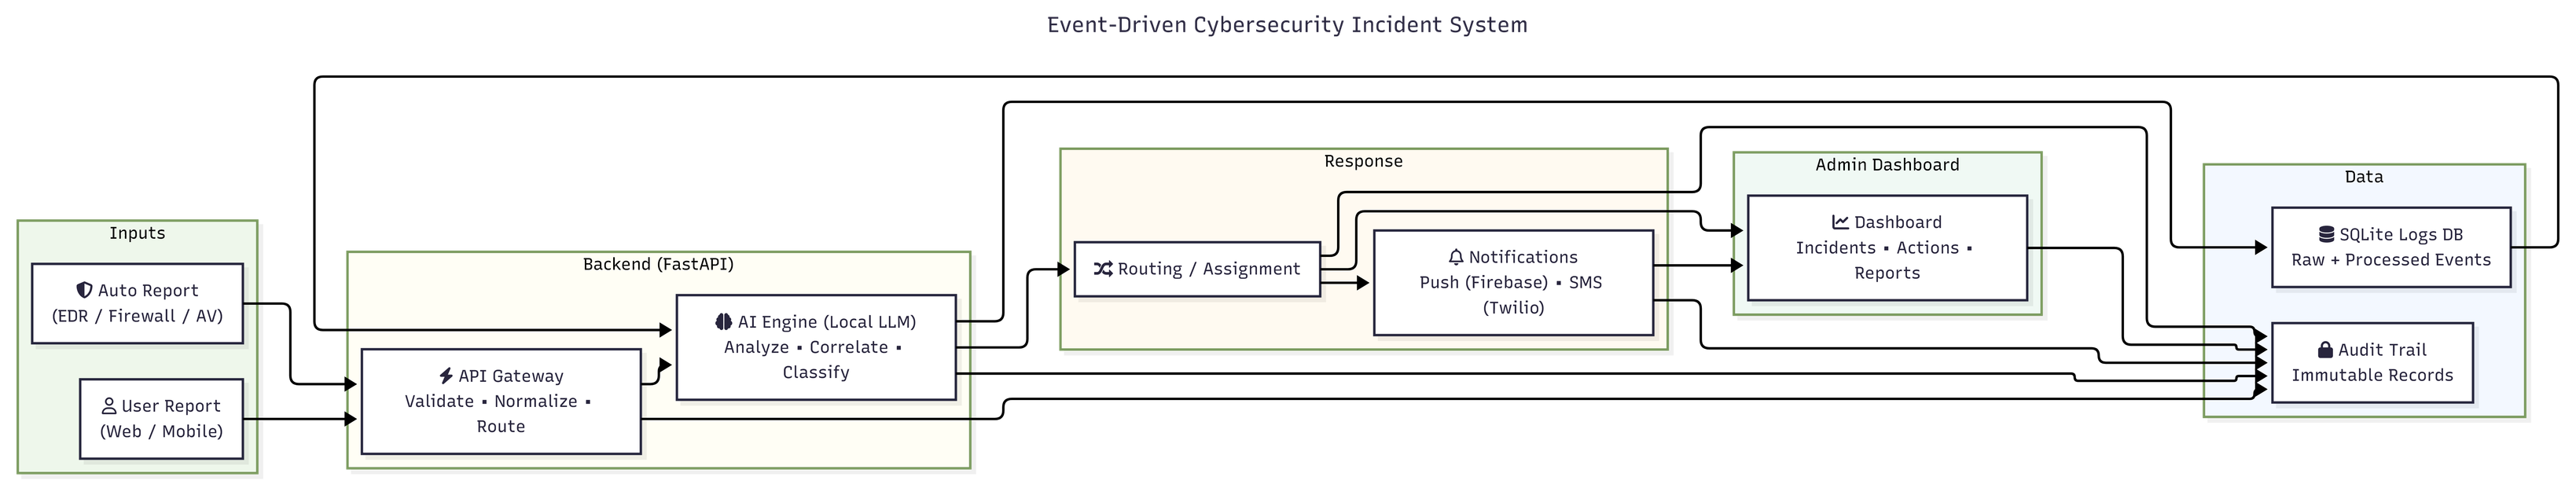 Event-Driven Cybersecurity Incident System
Inputs
Auto Report
(EDR / Firewall / AV)
User Report
(Web / Mobile)
Backend (FastAPI)
API Gateway
Validate ▪ Normalize ▪
Route
AI Engine (Local LLM)
Analyze ▪ Correlate ▪
Classify
Response
Routing / Assignment
Notifications
Push (Firebase) ▪ SMS
(Twilio)
Admin Dashboard
Dashboard
Incidents ▪ Actions ▪
Reports
Data
SQLite Logs DB
Raw + Processed Events
Audit Trail
Immutable Records